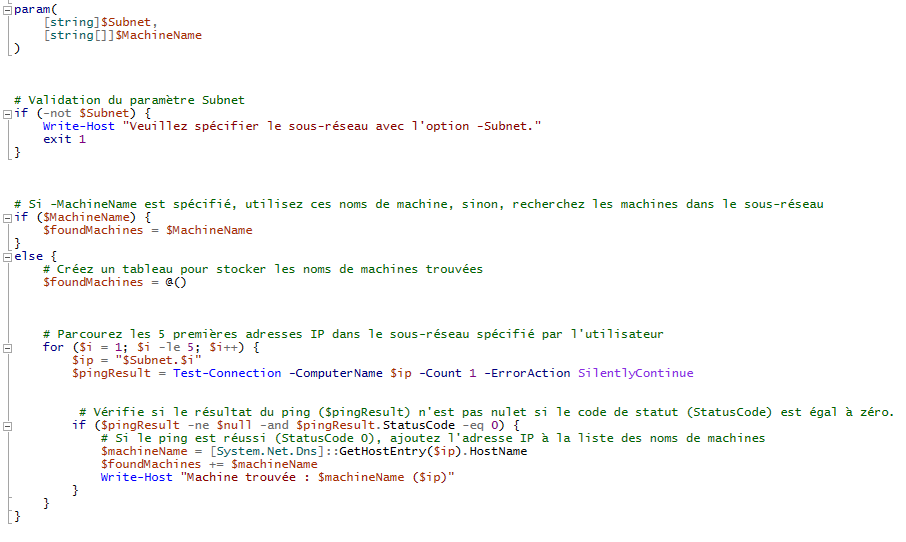 param(
    [string]$Subnet,
    [string[]]$MachineName
)
# Validation du paramètre Subnet
if (-not $Subnet) {
    Write-Host "Veuillez spécifier le sous-réseau avec l'option -Subnet."
    exit 1
}
# Si -MachineName est spécifié, utilisez ces noms de machine, sinon, recherchez les machines dans le sous-réseau
if ($MachineName) {
    $foundMachines = $MachineName
}
else {
    # Créez un tableau pour stocker les noms de machines trouvées
    $foundMachines = @()
    # Parcourez les 5 premières adresses IP dans le sous-réseau spécifié par l'utilisateur
    for ($i = 1; $i -le 5; $i++) {
        $ip = "$Subnet.$i"
        $pingResult = Test-Connection -ComputerName $ip -Count 1 -ErrorAction SilentlyContinue
         # Vérifie si le résultat du ping ($pingResult) n'est pas nulet si le code de statut (StatusCode) est égal à zéro.
        if ($pingResult -ne $null -and $pingResult.StatusCode -eq 0) {
            # Si le ping est réussi (StatusCode 0), ajoutez l'adresse IP à la liste des noms de machines
            $machineName = [System.Net.Dns]::GetHostEntry($ip).HostName
            $foundMachines += $machineName
            Write-Host "Machine trouvée : $machineName ($ip)"
        }
    }
}